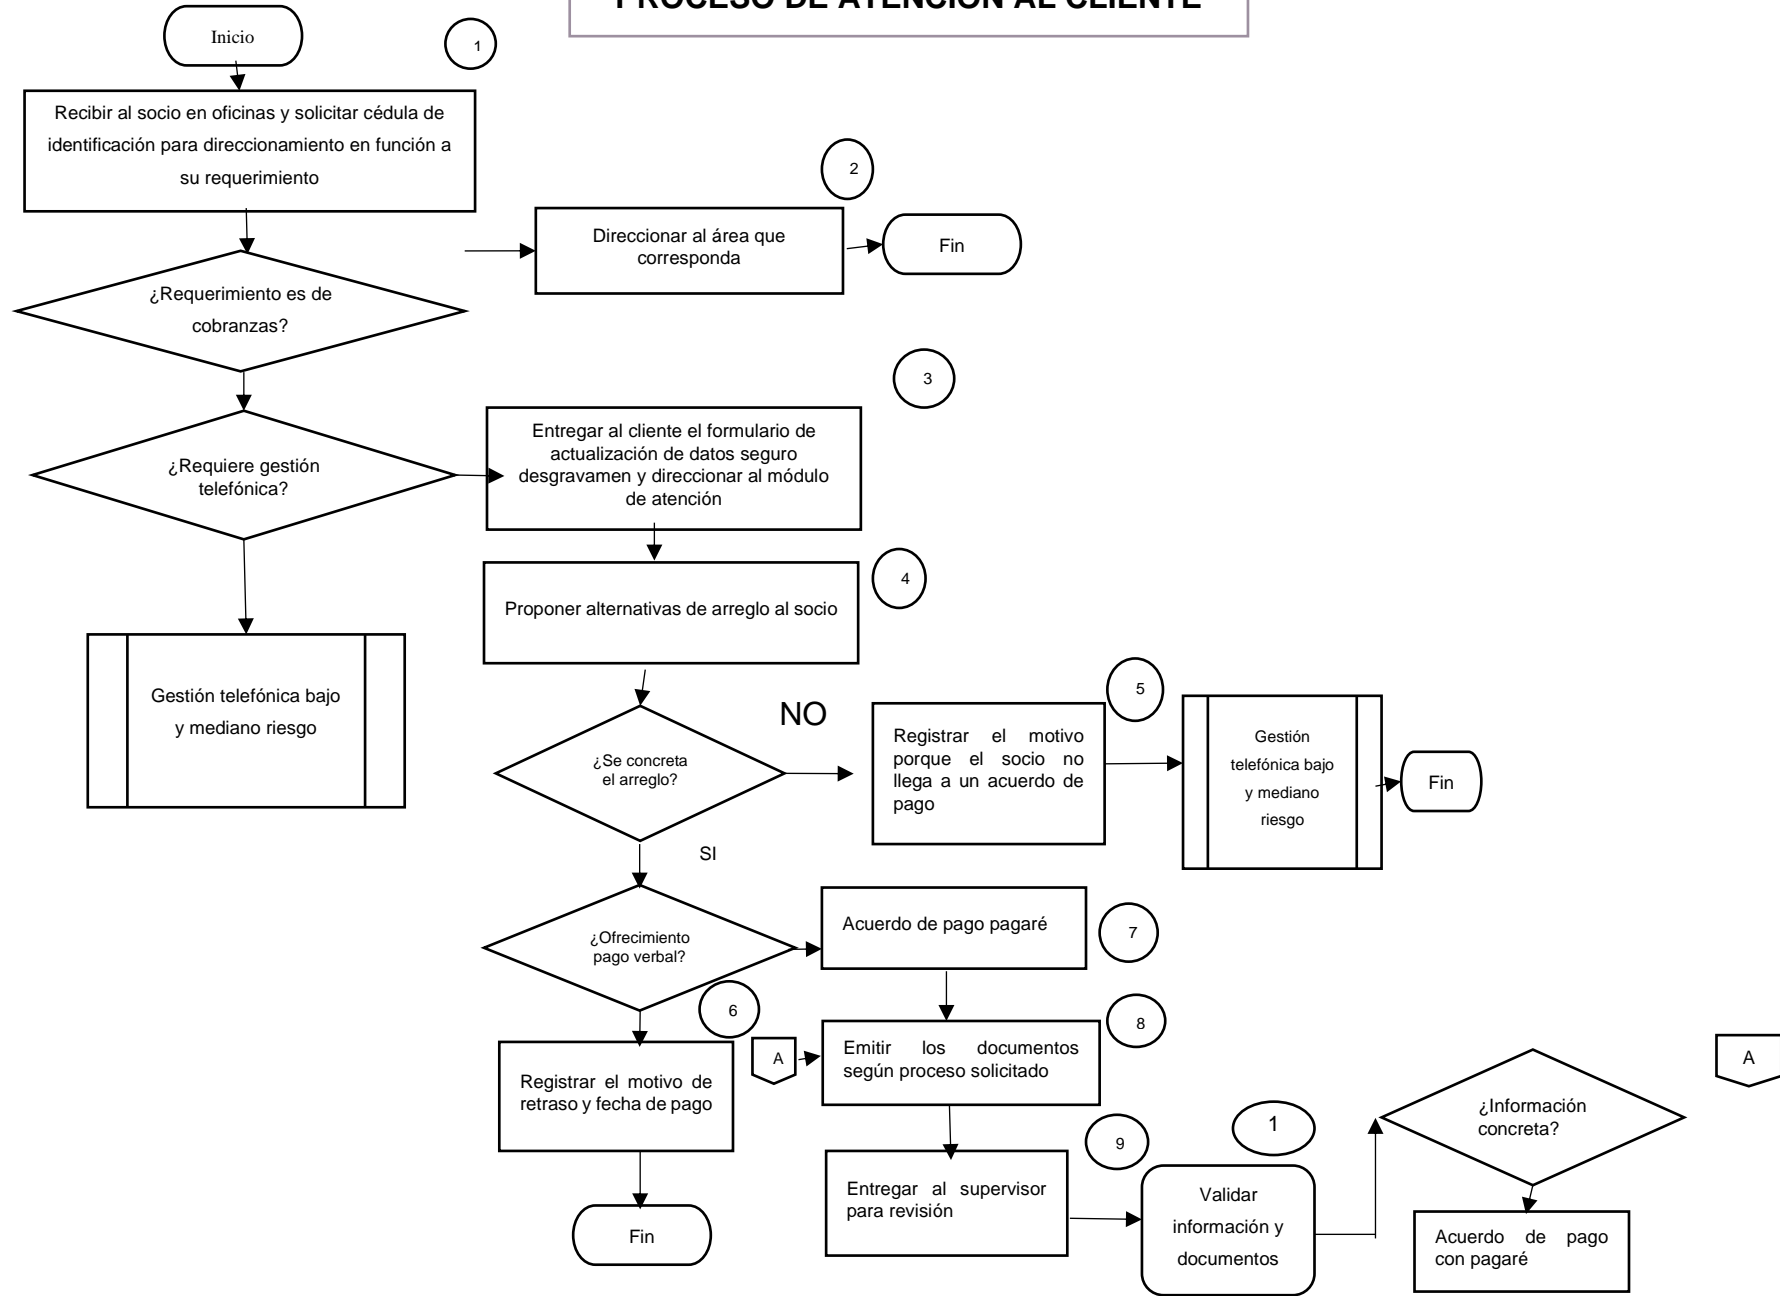 PROCESO DE ATENCIÓN AL CLIENTE
Inicio
1
Recibir al socio en oficinas y solicitar cédula de
identificación para direccionamiento en función a
su requerimiento
2
Direccionar al área que
corresponda
Fin
¿Requerimiento es de
cobranzas?
3
¿Requiere gestión
telefónica?
Entregar al cliente el formulario de
actualización de datos seguro
desgravamen y direccionar al módulo
de atención
4
Proponer alternativas de arreglo al socio
Gestión telefónica bajo
y mediano riesgo
¿Se concreta
el arreglo?
NO
5
Registrar el motivo
porque el socio no
llega a un acuerdo de
pago
Gestión
telefónica bajo
y mediano
riesgo
Fin
SI
¿Ofrecimiento
pago verbal?
Acuerdo de pago pagaré
7
6
8
A
Emitir los documentos
según proceso solicitado
Registrar el motivo de
retraso y fecha de pago
Fin
9
Entregar al supervisor
para revisión
1
Validar
información y
documentos
¿Información
concreta?
A
Acuerdo de pago
con pagaré